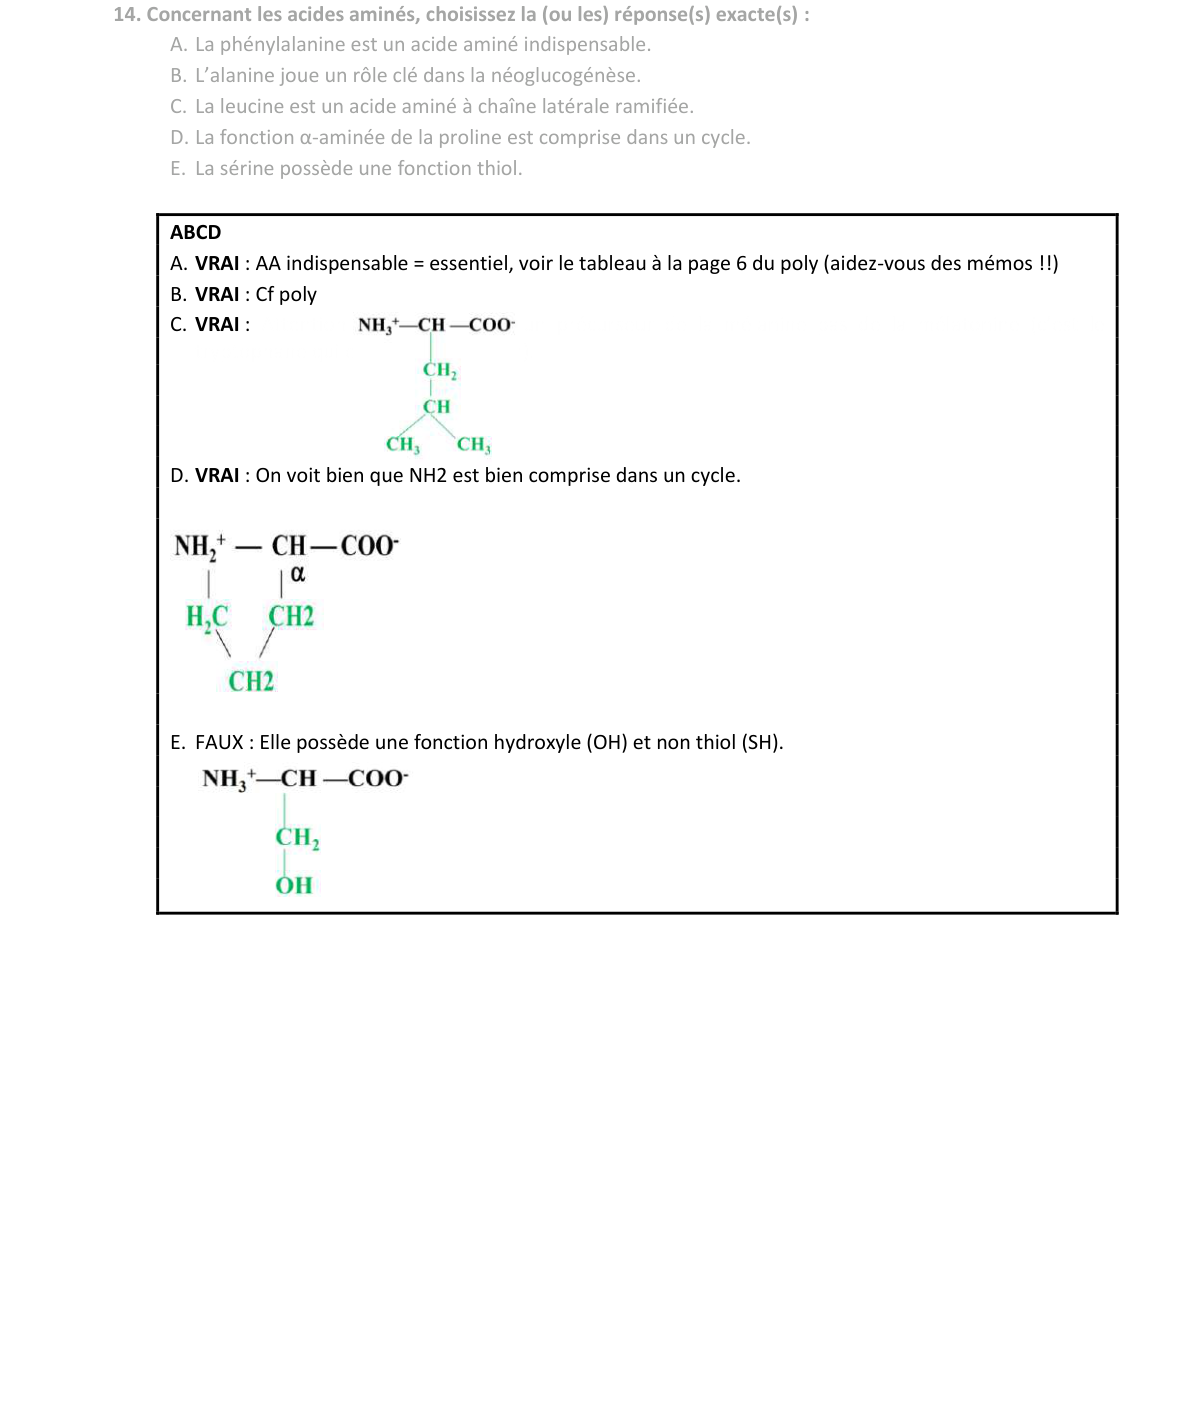 14. Concernant les acides aminés, choisissez la (ou les) réponse(s) exacte(s) :
A. La phénylalanine est un acide aminé indispensable.
B. L’alanine joue un rôle clé dans la néoglucogénèse.
C. La leucine est un acide aminé à chaîne latérale ramifiée.
D. La fonction α-aminée de la proline est comprise dans un cycle.
E. La sérine possède une fonction thiol.
ABCD
A. VRAI : AA indispensable = essentiel, voir le tableau à la page 6 du poly (aidez-vous des mémos !!)
B. VRAI : Cf poly
C. VRAI : NH₃⁺—CH—COO⁻
CH₂
CH
CH₃ CH₃
D. VRAI : On voit bien que NH2 est bien comprise dans un cycle.
NH₂⁺ — CH—COO⁻
α
H₂C CH2
CH2
E. FAUX : Elle possède une fonction hydroxyle (OH) et non thiol (SH).
NH₃⁺—CH—COO⁻
CH₂
OH